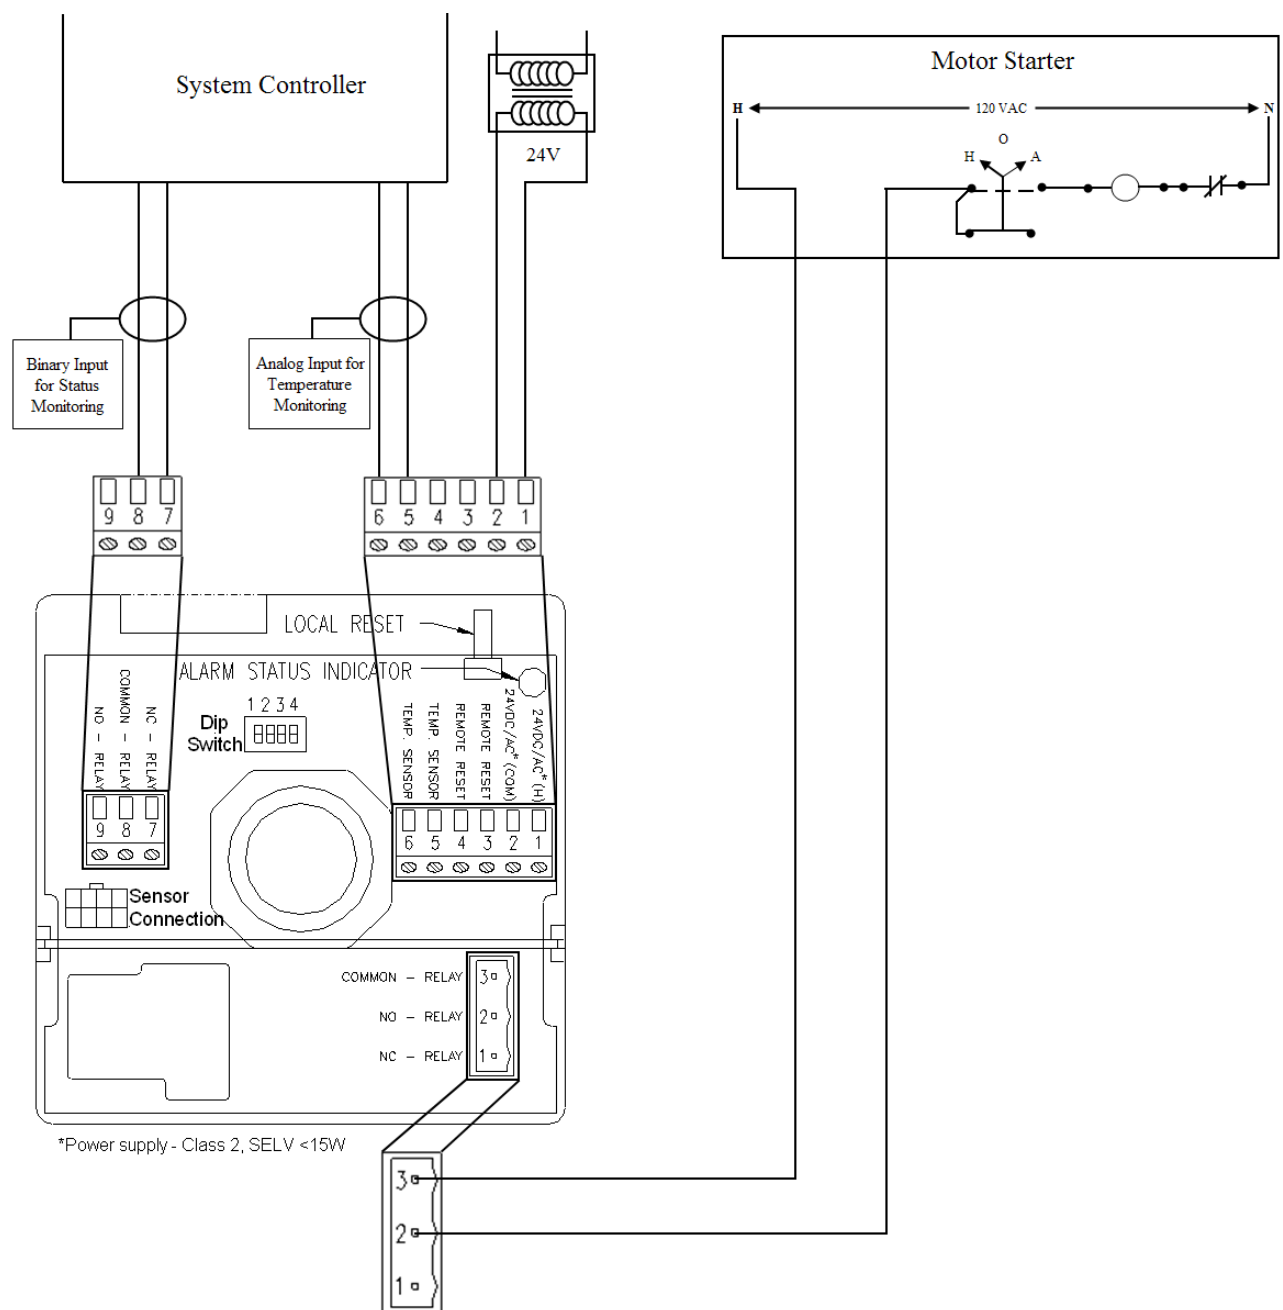 System Controller
24V
Motor Starter
H
120 VAC
N
O
H
A
Binary Input
for Status
Monitoring
Analog Input for
Temperature
Monitoring
9 8 7
6 5 4 3 2 1
LOCAL RESET
ALARM STATUS INDICATOR
1 2 3 4
Dip
Switch
NO - RELAY
COMMON - RELAY
NC - RELAY
TEMP. SENSOR
TEMP. SENSOR
REMOTE RESET
REMOTE RESET
24VDC/AC* (COM)
24VDC/AC* (H)
9 8 7
6 5 4 3 2 1
Sensor
Connection
COMMON - RELAY 3
NO - RELAY 2
NC - RELAY 1
*Power supply - Class 2, SELV <15W
3
2
1